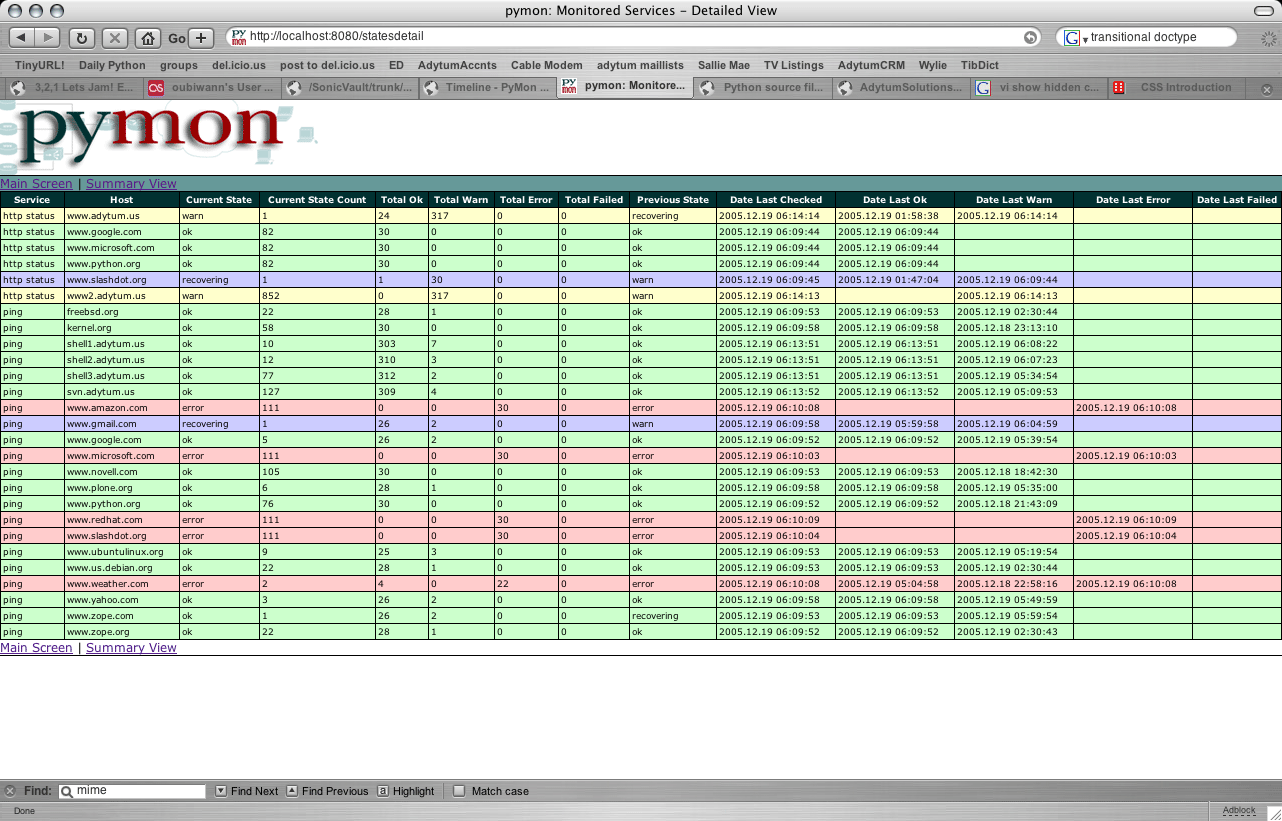 pymon: Monitored Services – Detailed View
Go http://localhost:8080/statesdetail transitional doctype
TinyURL! Daily Python groups del.icio.us post to del.icio.us ED AdytumAccnts Cable Modem adytum maillists Sallie Mae TV Listings AdytumCRM Wylie TibDict
3,2,1 Lets Jam! E... oubiwann's User ... /SonicVault/trunk/... Timeline - PyMon ... pymon: Monitore... Python source fil... AdytumSolutions... vi show hidden c... CSS Introduction
pymon
Main Screen | Summary View
Service Host Current State Current State Count Total Ok Total Warn Total Error Total Failed Previous State Date Last Checked Date Last Ok Date Last Warn Date Last Error Date Last Failed
http status www.adytum.us warn 1 24 317 0 0 recovering 2005.12.19 06:14:14 2005.12.19 01:58:38 2005.12.19 06:14:14
http status www.google.com ok 82 30 0 0 0 ok 2005.12.19 06:09:44 2005.12.19 06:09:44
http status www.microsoft.com ok 82 30 0 0 0 ok 2005.12.19 06:09:44 2005.12.19 06:09:44
http status www.python.org ok 82 30 0 0 0 ok 2005.12.19 06:09:44 2005.12.19 06:09:44
http status www.slashdot.org recovering 1 1 30 0 0 warn 2005.12.19 06:09:45 2005.12.19 01:47:04 2005.12.19 06:09:44
http status www2.adytum.us warn 852 0 317 0 0 warn 2005.12.19 06:14:13 2005.12.19 06:14:13
ping freebsd.org ok 22 28 1 0 0 ok 2005.12.19 06:09:53 2005.12.19 06:09:53 2005.12.19 02:30:44
ping kernel.org ok 58 30 0 0 0 ok 2005.12.19 06:09:58 2005.12.19 06:09:58 2005.12.18 23:13:10
ping shell1.adytum.us ok 10 303 7 0 0 ok 2005.12.19 06:13:51 2005.12.19 06:13:51 2005.12.19 06:08:22
ping shell2.adytum.us ok 12 310 3 0 0 ok 2005.12.19 06:13:51 2005.12.19 06:13:51 2005.12.19 06:07:23
ping shell3.adytum.us ok 77 312 2 0 0 ok 2005.12.19 06:13:51 2005.12.19 06:13:51 2005.12.19 05:34:54
ping svn.adytum.us ok 127 309 4 0 0 ok 2005.12.19 06:13:52 2005.12.19 06:13:52 2005.12.19 05:09:53
ping www.amazon.com error 111 0 0 30 0 error 2005.12.19 06:10:08 2005.12.19 06:10:08
ping www.gmail.com recovering 1 26 2 0 0 warn 2005.12.19 06:09:58 2005.12.19 05:59:58 2005.12.19 06:04:59
ping www.google.com ok 5 26 2 0 0 ok 2005.12.19 06:09:52 2005.12.19 06:09:52 2005.12.19 05:39:54
ping www.microsoft.com error 111 0 0 30 0 error 2005.12.19 06:10:03 2005.12.19 06:10:03
ping www.novell.com ok 105 30 0 0 0 ok 2005.12.19 06:09:53 2005.12.19 06:09:53 2005.12.18 18:42:30
ping www.plone.org ok 6 28 1 0 0 ok 2005.12.19 06:09:58 2005.12.19 06:09:58 2005.12.19 05:35:00
ping www.python.org ok 76 30 0 0 0 ok 2005.12.19 06:09:52 2005.12.19 06:09:52 2005.12.18 21:43:09
ping www.redhat.com error 111 0 0 30 0 error 2005.12.19 06:10:09 2005.12.19 06:10:09
ping www.slashdot.org error 111 0 0 30 0 error 2005.12.19 06:10:04 2005.12.19 06:10:04
ping www.ubuntulinux.org ok 9 25 3 0 0 ok 2005.12.19 06:09:53 2005.12.19 06:09:53 2005.12.19 05:19:54
ping www.us.debian.org ok 22 28 1 0 0 ok 2005.12.19 06:09:53 2005.12.19 06:09:53 2005.12.19 02:30:44
ping www.weather.com error 2 4 0 22 0 error 2005.12.19 06:10:08 2005.12.19 05:04:58 2005.12.18 22:58:16 2005.12.19 06:10:08
ping www.yahoo.com ok 3 26 2 0 0 ok 2005.12.19 06:09:58 2005.12.19 06:09:58 2005.12.19 05:49:59
ping www.zope.com ok 1 26 2 0 0 recovering 2005.12.19 06:09:53 2005.12.19 06:09:53 2005.12.19 05:59:54
ping www.zope.org ok 22 28 1 0 0 ok 2005.12.19 06:09:52 2005.12.19 06:09:52 2005.12.19 02:30:43
Main Screen | Summary View
Find: mime Find Next Find Previous Highlight Match case
Done Adblock